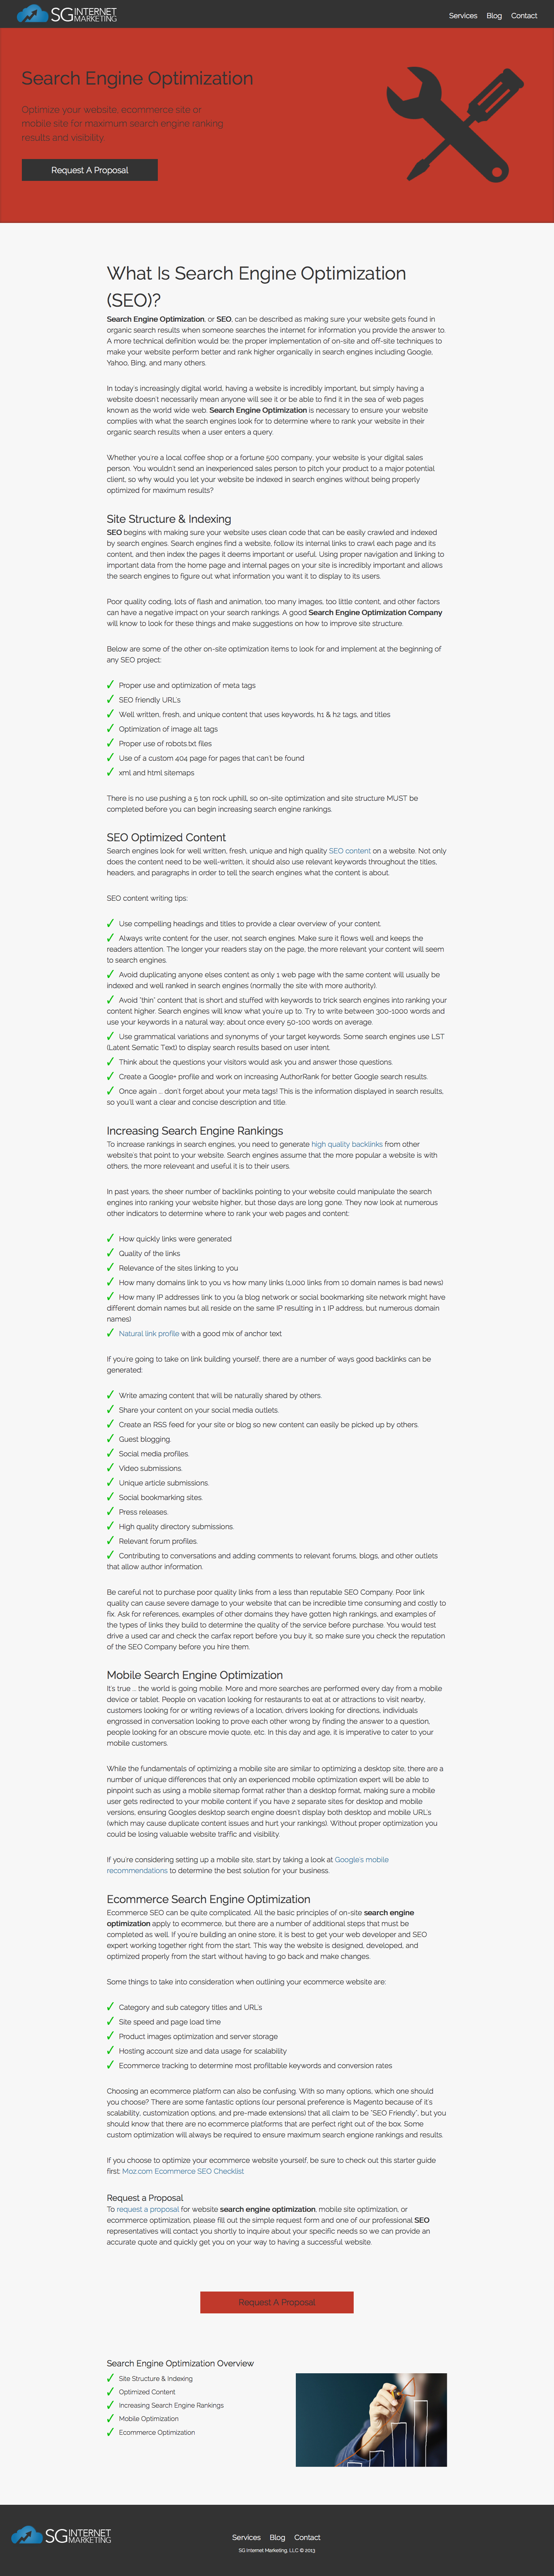 SG INTERNET MARKETING
Services Blog Contact
Search Engine Optimization
Optimize your website, ecommerce site or
mobile site for maximum search engine ranking
results and visibility.
Request A Proposal
What Is Search Engine Optimization
(SEO)?
Search Engine Optimization, or SEO, can be described as making sure your website gets found in
organic search results when someone searches the internet for information you provide the answer to.
A more technical definition would be: the proper implementation of on-site and off-site techniques to
make your website perform better and rank higher organically in search engines including Google,
Yahoo, Bing, and many others.
In today's increasingly digital world, having a website is incredibly important, but simply having a
website doesn't necessarily mean anyone will see it or be able to find it in the sea of web pages
known as the world wide web. Search Engine Optimization is necessary to ensure your website
complies with what the search engines look for to determine where to rank your website in their
organic search results when a user enters a query.
Whether you're a local coffee shop or a fortune 500 company, your website is your digital sales
person. You wouldn't send an inexperienced sales person to pitch your product to a major potential
client, so why would you let your website be indexed in search engines without being properly
optimized for maximum results?
Site Structure & Indexing
SEO begins with making sure your website uses clean code that can be easily crawled and indexed
by search engines. Search engines find a website, follow its internal links to crawl each page and its
content, and then index the pages it deems important or useful. Using proper navigation and linking to
important data from the home page and internal pages on your site is incredibly important and allows
the search engines to figure out what information you want it to display to its users.
Poor quality coding, lots of flash and animation, too many images, too little content, and other factors
can have a negative impact on your search rankings. A good Search Engine Optimization Company
will know to look for these things and make suggestions on how to improve site structure.
Below are some of the other on-site optimization items to look for and implement at the beginning of
any SEO project:
✓ Proper use and optimization of meta tags
✓ SEO friendly URL's
✓ Well written, fresh, and unique content that uses keywords, h1 & h2 tags, and titles
✓ Optimization of image alt tags
✓ Proper use of robots.txt files
✓ Use of a custom 404 page for pages that can't be found
✓ xml and html sitemaps
There is no use pushing a 5 ton rock uphill, so on-site optimization and site structure MUST be
completed before you can begin increasing search engine rankings.
SEO Optimized Content
Search engines look for well written, fresh, unique and high quality SEO content on a website. Not only
does the content need to be well-written, it should also use relevant keywords throughout the titles,
headers, and paragraphs in order to tell the search engines what the content is about.
SEO content writing tips:
✓ Use compelling headings and titles to provide a clear overview of your content.
✓ Always write content for the user, not search engines. Make sure it flows well and keeps the
readers attention. The longer your readers stay on the page, the more relevant your content will seem
to search engines.
✓ Avoid duplicating anyone elses content as only 1 web page with the same content will usually be
indexed and well ranked in search engines (normally the site with more authority).
✓ Avoid "thin" content that is short and stuffed with keywords to trick search engines into ranking your
content higher. Search engines will know what you're up to. Try to write between 300-1000 words and
use your keywords in a natural way; about once every 50-100 words on average.
✓ Use grammatical variations and synonyms of your target keywords. Some search engines use LST
(Latent Sematic Text) to display search results based on user intent.
✓ Think about the questions your visitors would ask you and answer those questions.
✓ Create a Google+ profile and work on increasing AuthorRank for better Google search results.
✓ Once again ... don't forget about your meta tags! This is the information displayed in search results,
so you'll want a clear and concise description and title.
Increasing Search Engine Rankings
To increase rankings in search engines, you need to generate high quality backlinks from other
website's that point to your website. Search engines assume that the more popular a website is with
others, the more relevant and useful it is to their users.
In past years, the sheer number of backlinks pointing to your website could manipulate the search
engines into ranking your website higher, but those days are long gone. They now look at numerous
other indicators to determine where to rank your web pages and content:
✓ How quickly links were generated
✓ Quality of the links
✓ Relevance of the sites linking to you
✓ How many domains link to you vs how many links (1,000 links from 10 domain names is bad news)
✓ How many IP addresses link to you (a blog network or social bookmarking site network might have
different domain names but all reside on the same IP resulting in 1 IP address, but numerous domain
names)
✓ Natural link profile with a good mix of anchor text
If you're going to take on link building yourself, there are a number of ways good backlinks can be
generated:
✓ Write amazing content that will be naturally shared by others.
✓ Share your content on your social media outlets.
✓ Create an RSS feed for your site or blog so new content can easily be picked up by others.
✓ Guest blogging.
✓ Social media profiles.
✓ Video submissions.
✓ Unique article submissions.
✓ Social bookmarking sites.
✓ Press releases.
✓ High quality directory submissions.
✓ Relevant forum profiles.
✓ Contributing to conversations and adding comments to relevant forums, blogs, and other outlets
that allow author information.
Be careful not to purchase poor quality links from a less than reputable SEO Company. Poor link
quality can cause severe damage to your website that can be incredible time consuming and costly to
fix. Ask for references, examples of other domains they have gotten high rankings, and examples of
the types of links they build to determine the quality of the service before purchase. You would test
drive a used car and check the carfax report before you buy it, so make sure you check the reputation
of the SEO Company before you hire them.
Mobile Search Engine Optimization
It's true ... the world is going mobile. More and more searches are performed every day from a mobile
device or tablet. People on vacation looking for restaurants to eat at or attractions to visit nearby,
customers looking for or writing reviews of a location, drivers looking for directions, individuals
engrossed in conversation looking to prove each other wrong by finding the answer to a question,
people looking for an obscure movie quote, etc. In this day and age, it is imperative to cater to your
mobile customers.
While the fundamentals of optimizing a mobile site are similar to optimizing a desktop site, there are a
number of unique differences that only an experienced mobile optimization expert will be able to
pinpoint such as using a mobile sitemap format rather than a desktop format, making sure a mobile
user gets redirected to your mobile content if you have 2 separate sites for desktop and mobile
versions, ensuring Googles desktop search engine doesn't display both desktop and mobile URL's
(which may cause duplicate content issues and hurt your rankings). Without proper optimization you
could be losing valuable website traffic and visibility.
If you're considering setting up a mobile site, start by taking a look at Google's mobile
recommendations to determine the best solution for your business.
Ecommerce Search Engine Optimization
Ecommerce SEO can be quite complicated. All the basic principles of on-site search engine
optimization apply to ecommerce, but there are a number of additional steps that must be
completed as well. If you're building an onine store, it is best to get your web developer and SEO
expert working together right from the start. This way the website is designed, developed, and
optimized properly from the start without having to go back and make changes.
Some things to take into consideration when outlining your ecommerce website are:
✓ Category and sub category titles and URL's
✓ Site speed and page load time
✓ Product images optimization and server storage
✓ Hosting account size and data usage for scalability
✓ Ecommerce tracking to determine most profiltable keywords and conversion rates
Choosing an ecommerce platform can also be confusing. With so many options, which one should
you choose? There are some fantastic options (our personal preference is Magento because of it's
scalability, customization options, and pre-made extensions) that all claim to be "SEO Friendly", but you
should know that there are no ecommerce platforms that are perfect right out of the box. Some
custom optimization will always be required to ensure maximum search engine rankings and results.
If you choose to optimize your ecommerce website yourself, be sure to check out this starter guide
first: Moz.com Ecommerce SEO Checklist
Request a Proposal
To request a proposal for website search engine optimization, mobile site optimization, or
ecommerce optimization, please fill out the simple request form and one of our professional SEO
representatives will contact you shortly to inquire about your specific needs so we can provide an
accurate quote and quickly get you on your way to having a successful website.
Request A Proposal
Search Engine Optimization Overview
✓ Site Structure & Indexing
✓ Optimized Content
✓ Increasing Search Engine Rankings
✓ Mobile Optimization
✓ Ecommerce Optimization
SG INTERNET MARKETING
Services Blog Contact
SG Internet Marketing, LLC © 2013